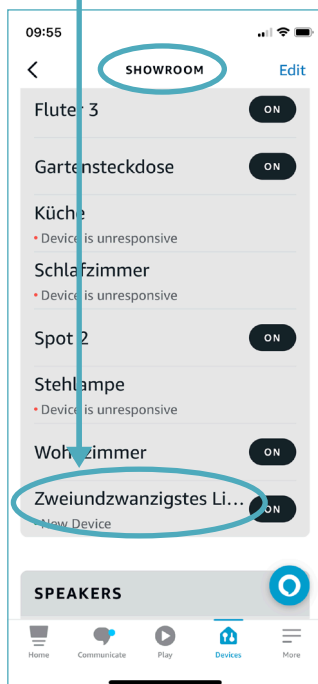 09:55
SHOWROOM Edit
Fluter 3 ON
Gartensteckdose ON
Küche
• Device is unresponsive
Schlafzimmer
• Device is unresponsive
Spot 2 ON
Stehlampe
• Device is unresponsive
Wohnzimmer ON
Zweiundzwanzigstes Li... ON
• New Device
SPEAKERS
Home Communicate Play Devices More